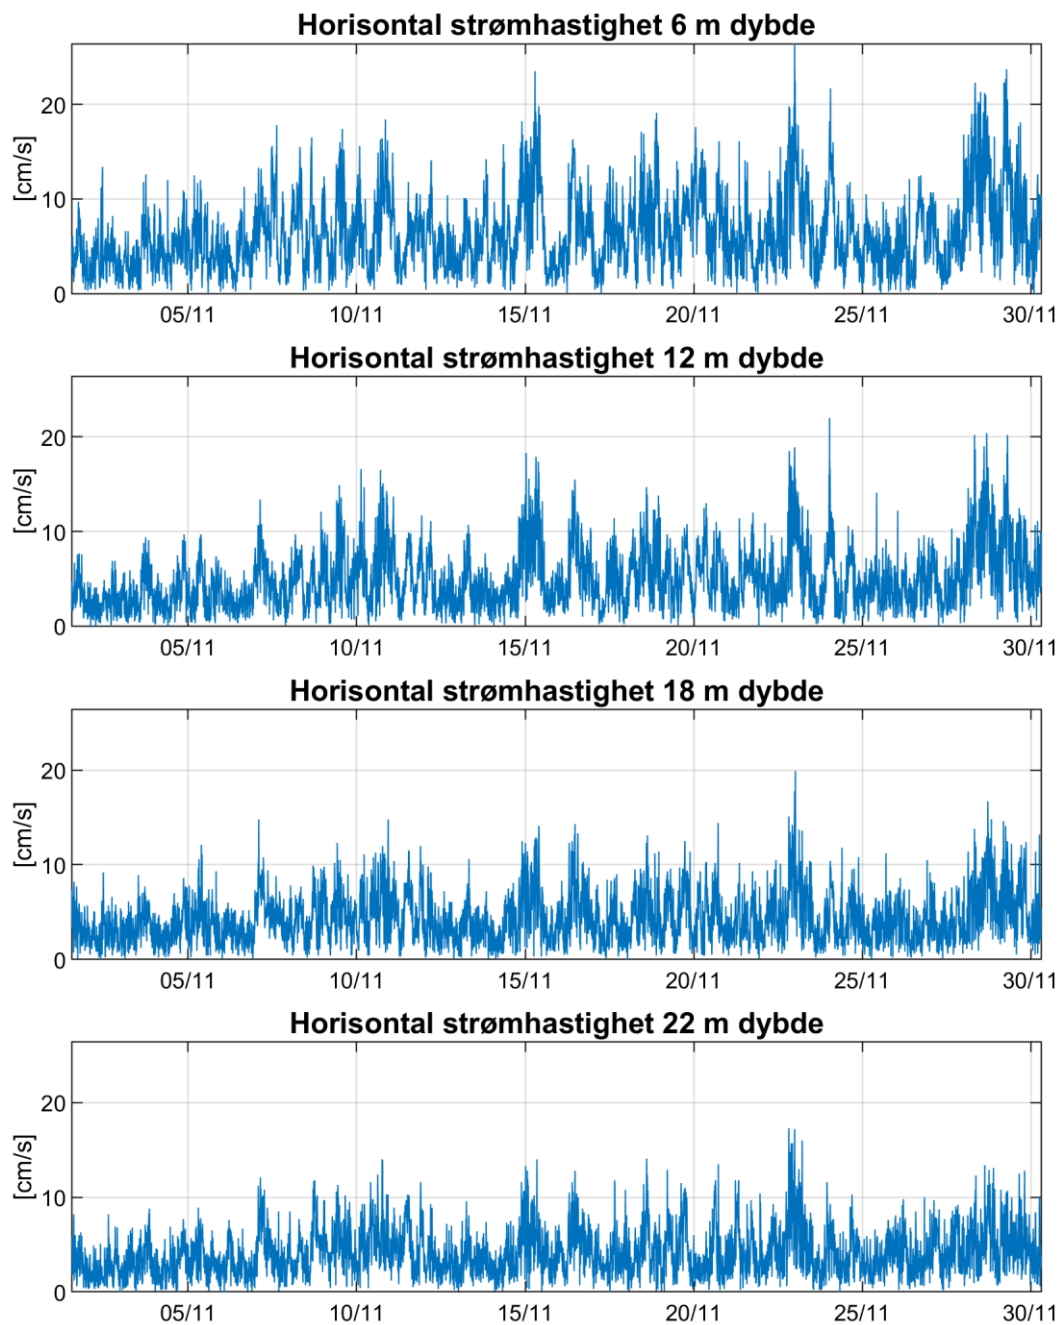 Horisontal strømhastighet 6 m dybde
[cm/s]
20
10
0
05/11 10/11 15/11 20/11 25/11 30/11
Horisontal strømhastighet 12 m dybde
[cm/s]
20
10
0
05/11 10/11 15/11 20/11 25/11 30/11
Horisontal strømhastighet 18 m dybde
[cm/s]
20
10
0
05/11 10/11 15/11 20/11 25/11 30/11
Horisontal strømhastighet 22 m dybde
[cm/s]
20
10
0
05/11 10/11 15/11 20/11 25/11 30/11